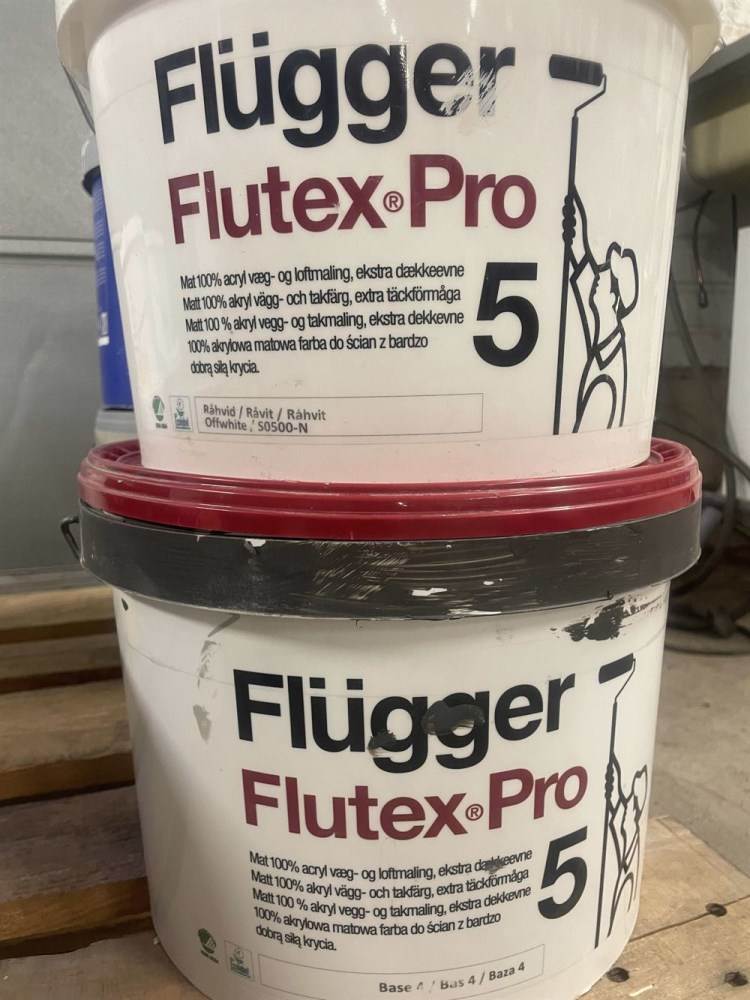 Flügger
Flutex® Pro
Mat 100% acryl væg- og loftmaling, ekstra dækkeevne
Matt 100% akryl vägg- och takfärg, extra täckförmåga
Matt 100 % akryl vegg- og takmaling, ekstra dekkevne
100% akrylowa matowa farba do ścian z bardzo
dobrą siłą krycia.
5
Råhvid / Råvit / Råhvit
Offwhite / S0500-N
Flügger
Flutex® Pro
Mat 100% acryl væg- og loftmaling, ekstra dækkeevne
Matt 100% akryl vägg- och takfärg, extra täckförmåga
Matt 100 % akryl vegg- og takmaling, ekstra dekkevne
100% akrylowa matowa farba do ścian z bardzo
dobrą siłą krycia.
5
Base 4 / Bas 4 / Baza 4